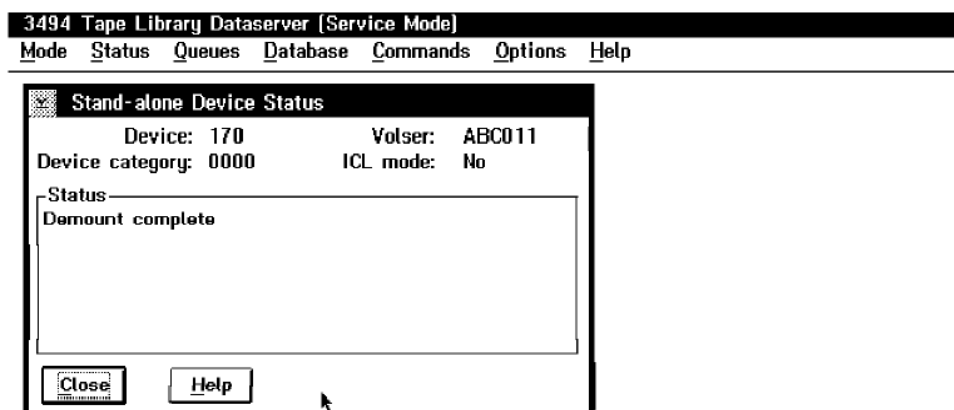 3494 Tape Library Dataserver (Service Mode)
Mode Status Queues Database Commands Options Help
Stand-alone Device Status
Device: 170 Volser: ABC011
Device category: 0000 ICL mode: No
Status
Demount complete
Close Help